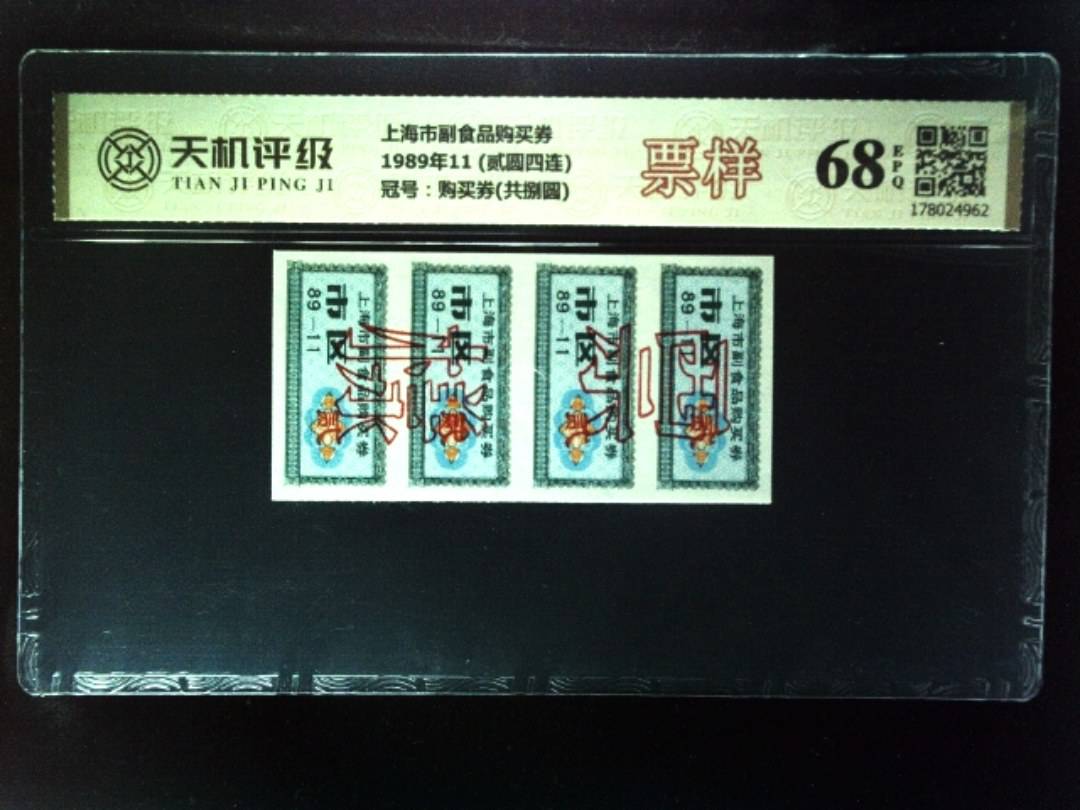 天机评级
TIAN JI PING JI
上海市副食品购买券
1989年11 (贰圆四连)
冠号：购买券(共捌圆)
票样
68
EPQ
178024962
上海市副食品购买券
市区
89-11
贰
上海市副食品购买券
市区
89-11
贰
上海市副食品购买券
市区
89-11
贰
上海市副食品购买券
市区
89-11
贰